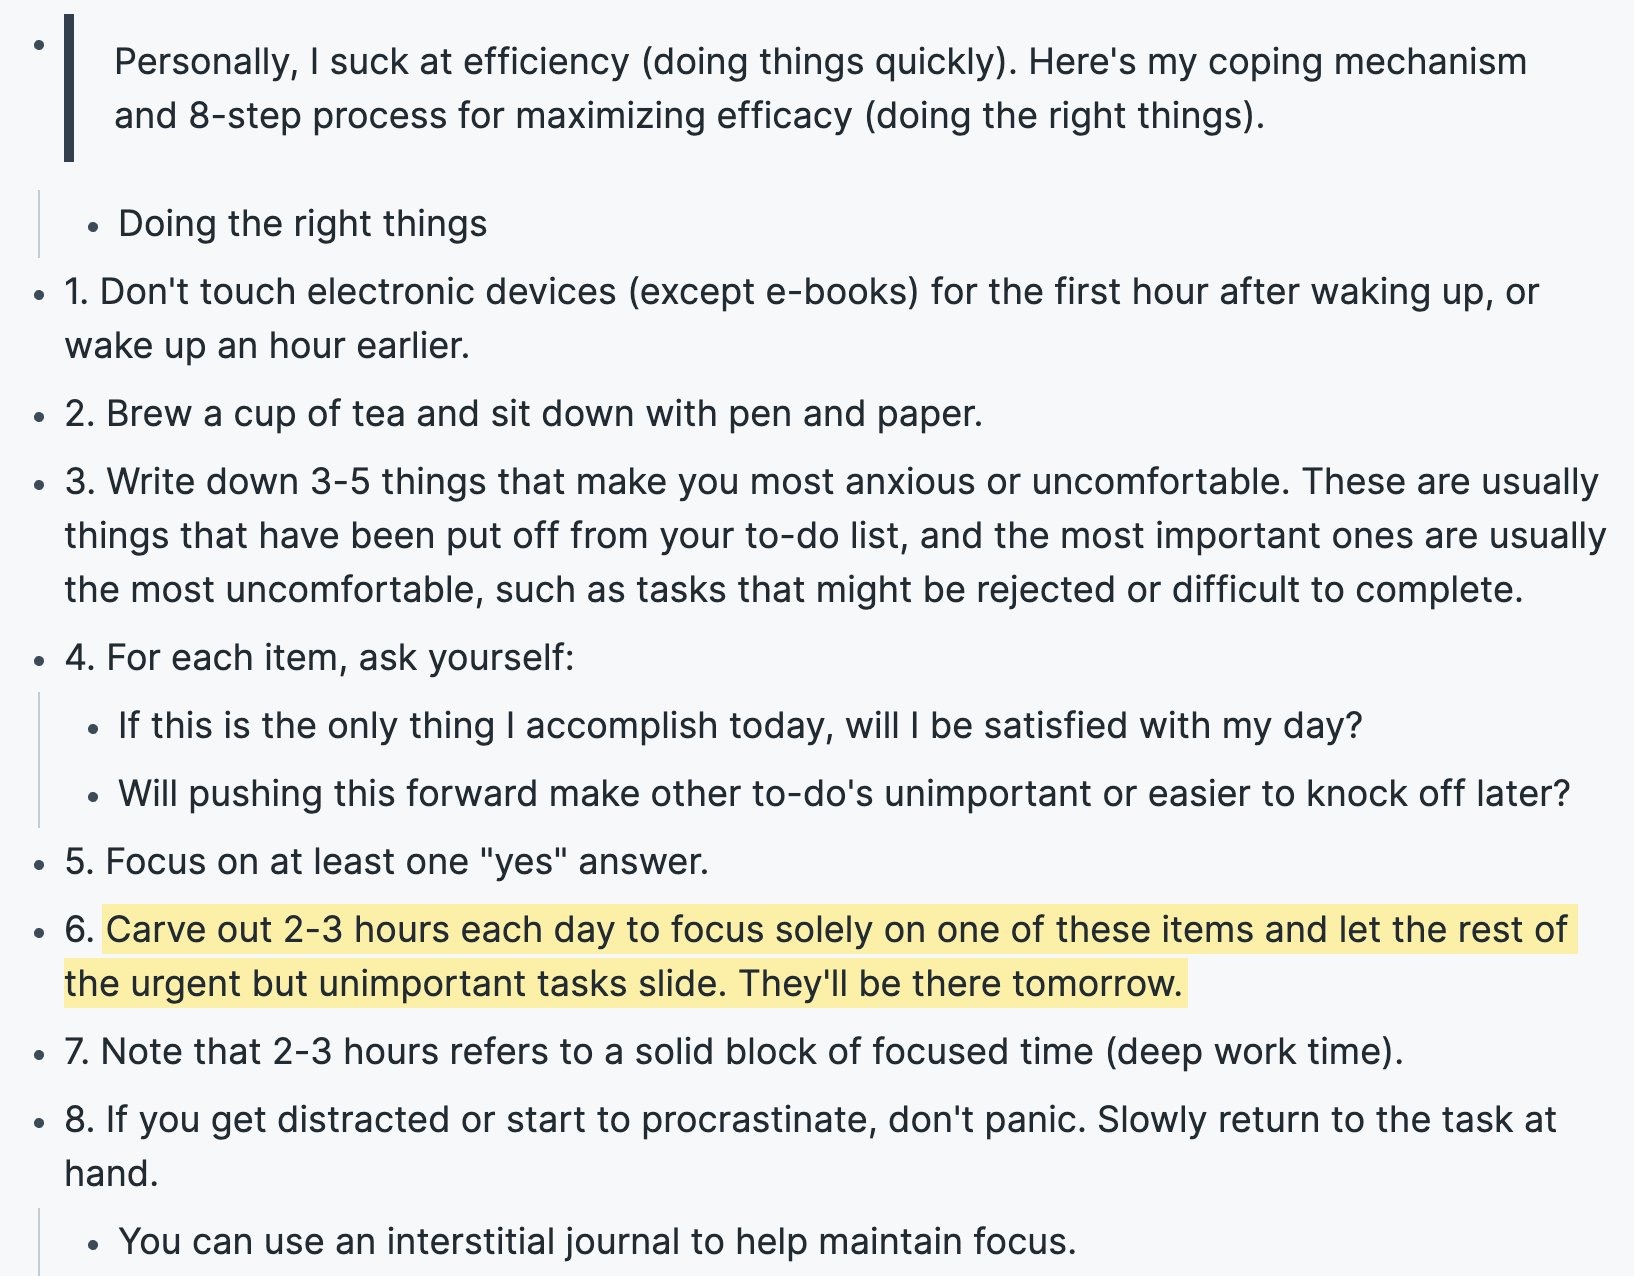 Personally, I suck at efficiency (doing things quickly). Here's my coping mechanism
and 8-step process for maximizing efficacy (doing the right things).
Doing the right things
1. Don't touch electronic devices (except e-books) for the first hour after waking up, or
wake up an hour earlier.
2. Brew a cup of tea and sit down with pen and paper.
3. Write down 3-5 things that make you most anxious or uncomfortable. These are usually
things that have been put off from your to-do list, and the most important ones are usually
the most uncomfortable, such as tasks that might be rejected or difficult to complete.
4. For each item, ask yourself:
If this is the only thing I accomplish today, will I be satisfied with my day?
Will pushing this forward make other to-do's unimportant or easier to knock off later?
5. Focus on at least one "yes" answer.
6. Carve out 2-3 hours each day to focus solely on one of these items and let the rest of
the urgent but unimportant tasks slide. They'll be there tomorrow.
7. Note that 2-3 hours refers to a solid block of focused time (deep work time).
8. If you get distracted or start to procrastinate, don't panic. Slowly return to the task at
hand.
You can use an interstitial journal to help maintain focus.